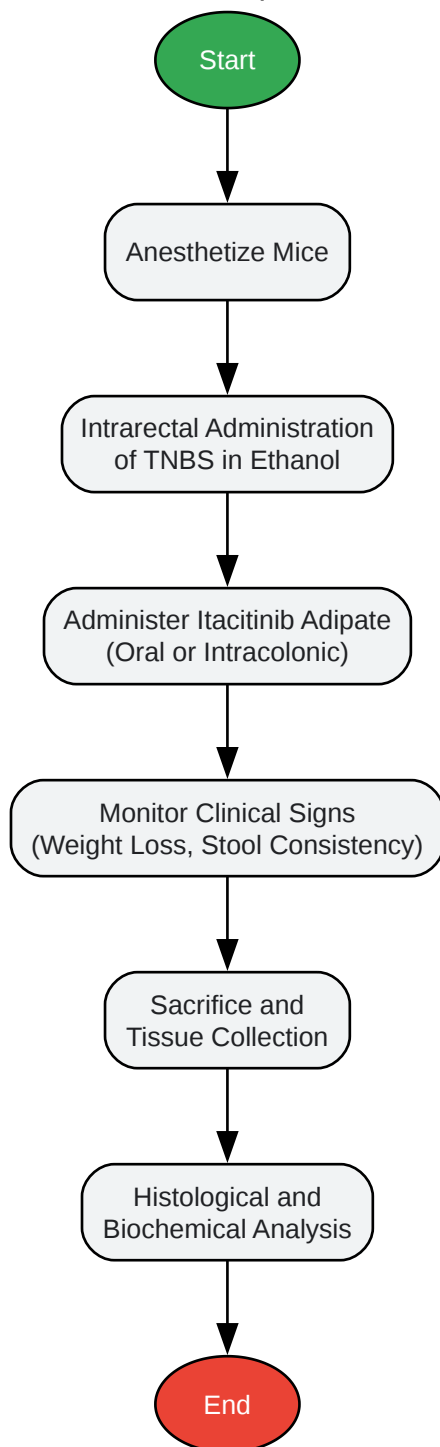 Start
Anesthetize Mice
Intrarectal Administration
of TNBS in Ethanol
Administer Itacitinib Adipate
(Oral or Intracolonic)
Monitor Clinical Signs
(Weight Loss, Stool Consistency)
Sacrifice and
Tissue Collection
Histological and
Biochemical Analysis
End